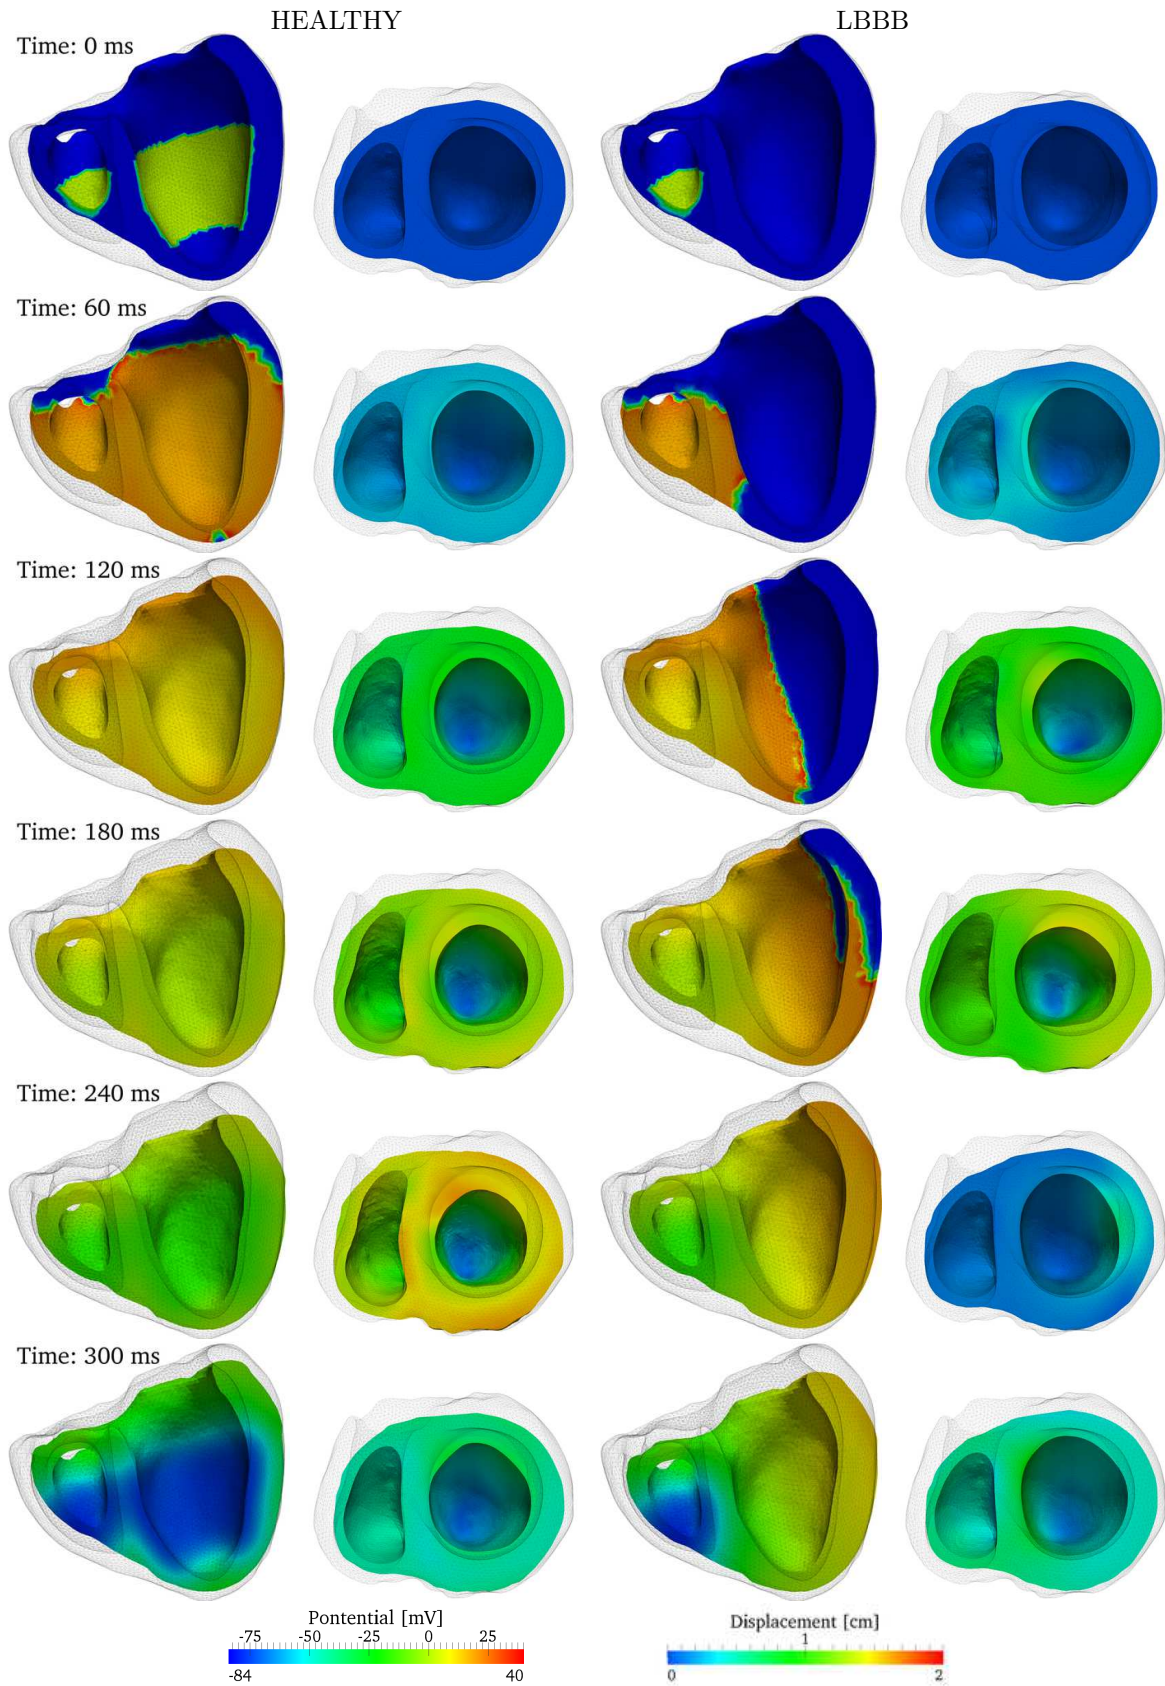 HEALTHY LBBB
Time: 0 ms
Time: 60 ms
Time: 120 ms
Time: 180 ms
Time: 240 ms
Time: 300 ms
Pontential [mV] Displacement [cm]
-75 -50 -25 0 25 1
-84 40 0 2